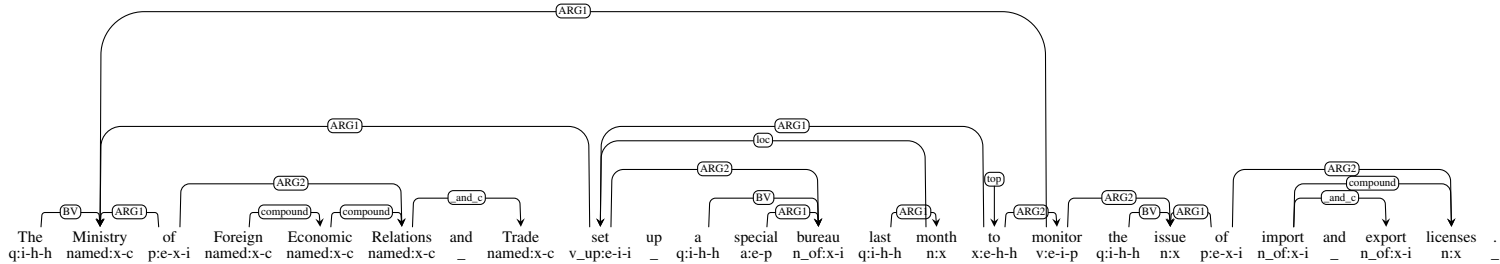 ARG1
ARG1 ARG1
loc
ARG2 ARG2
ARG2 BV top ARG2 compound
BV ARG1 compound compound _and_c ARG1 ARG1 ARG2 BV ARG1 _and_c
The Ministry of Foreign Economic Relations and Trade set up a special bureau last month to monitor the issue of import and export licenses .
q:i-h-h named:x-c p:e-x-i named:x-c named:x-c named:x-c _ named:x-c v_up:e-i-i _ q:i-h-h a:e-p n_of:x-i q:i-h-h n:x x:e-h-h v:e-i-p q:i-h-h n:x p:e-x-i n_of:x-i _ n_of:x-i n:x _